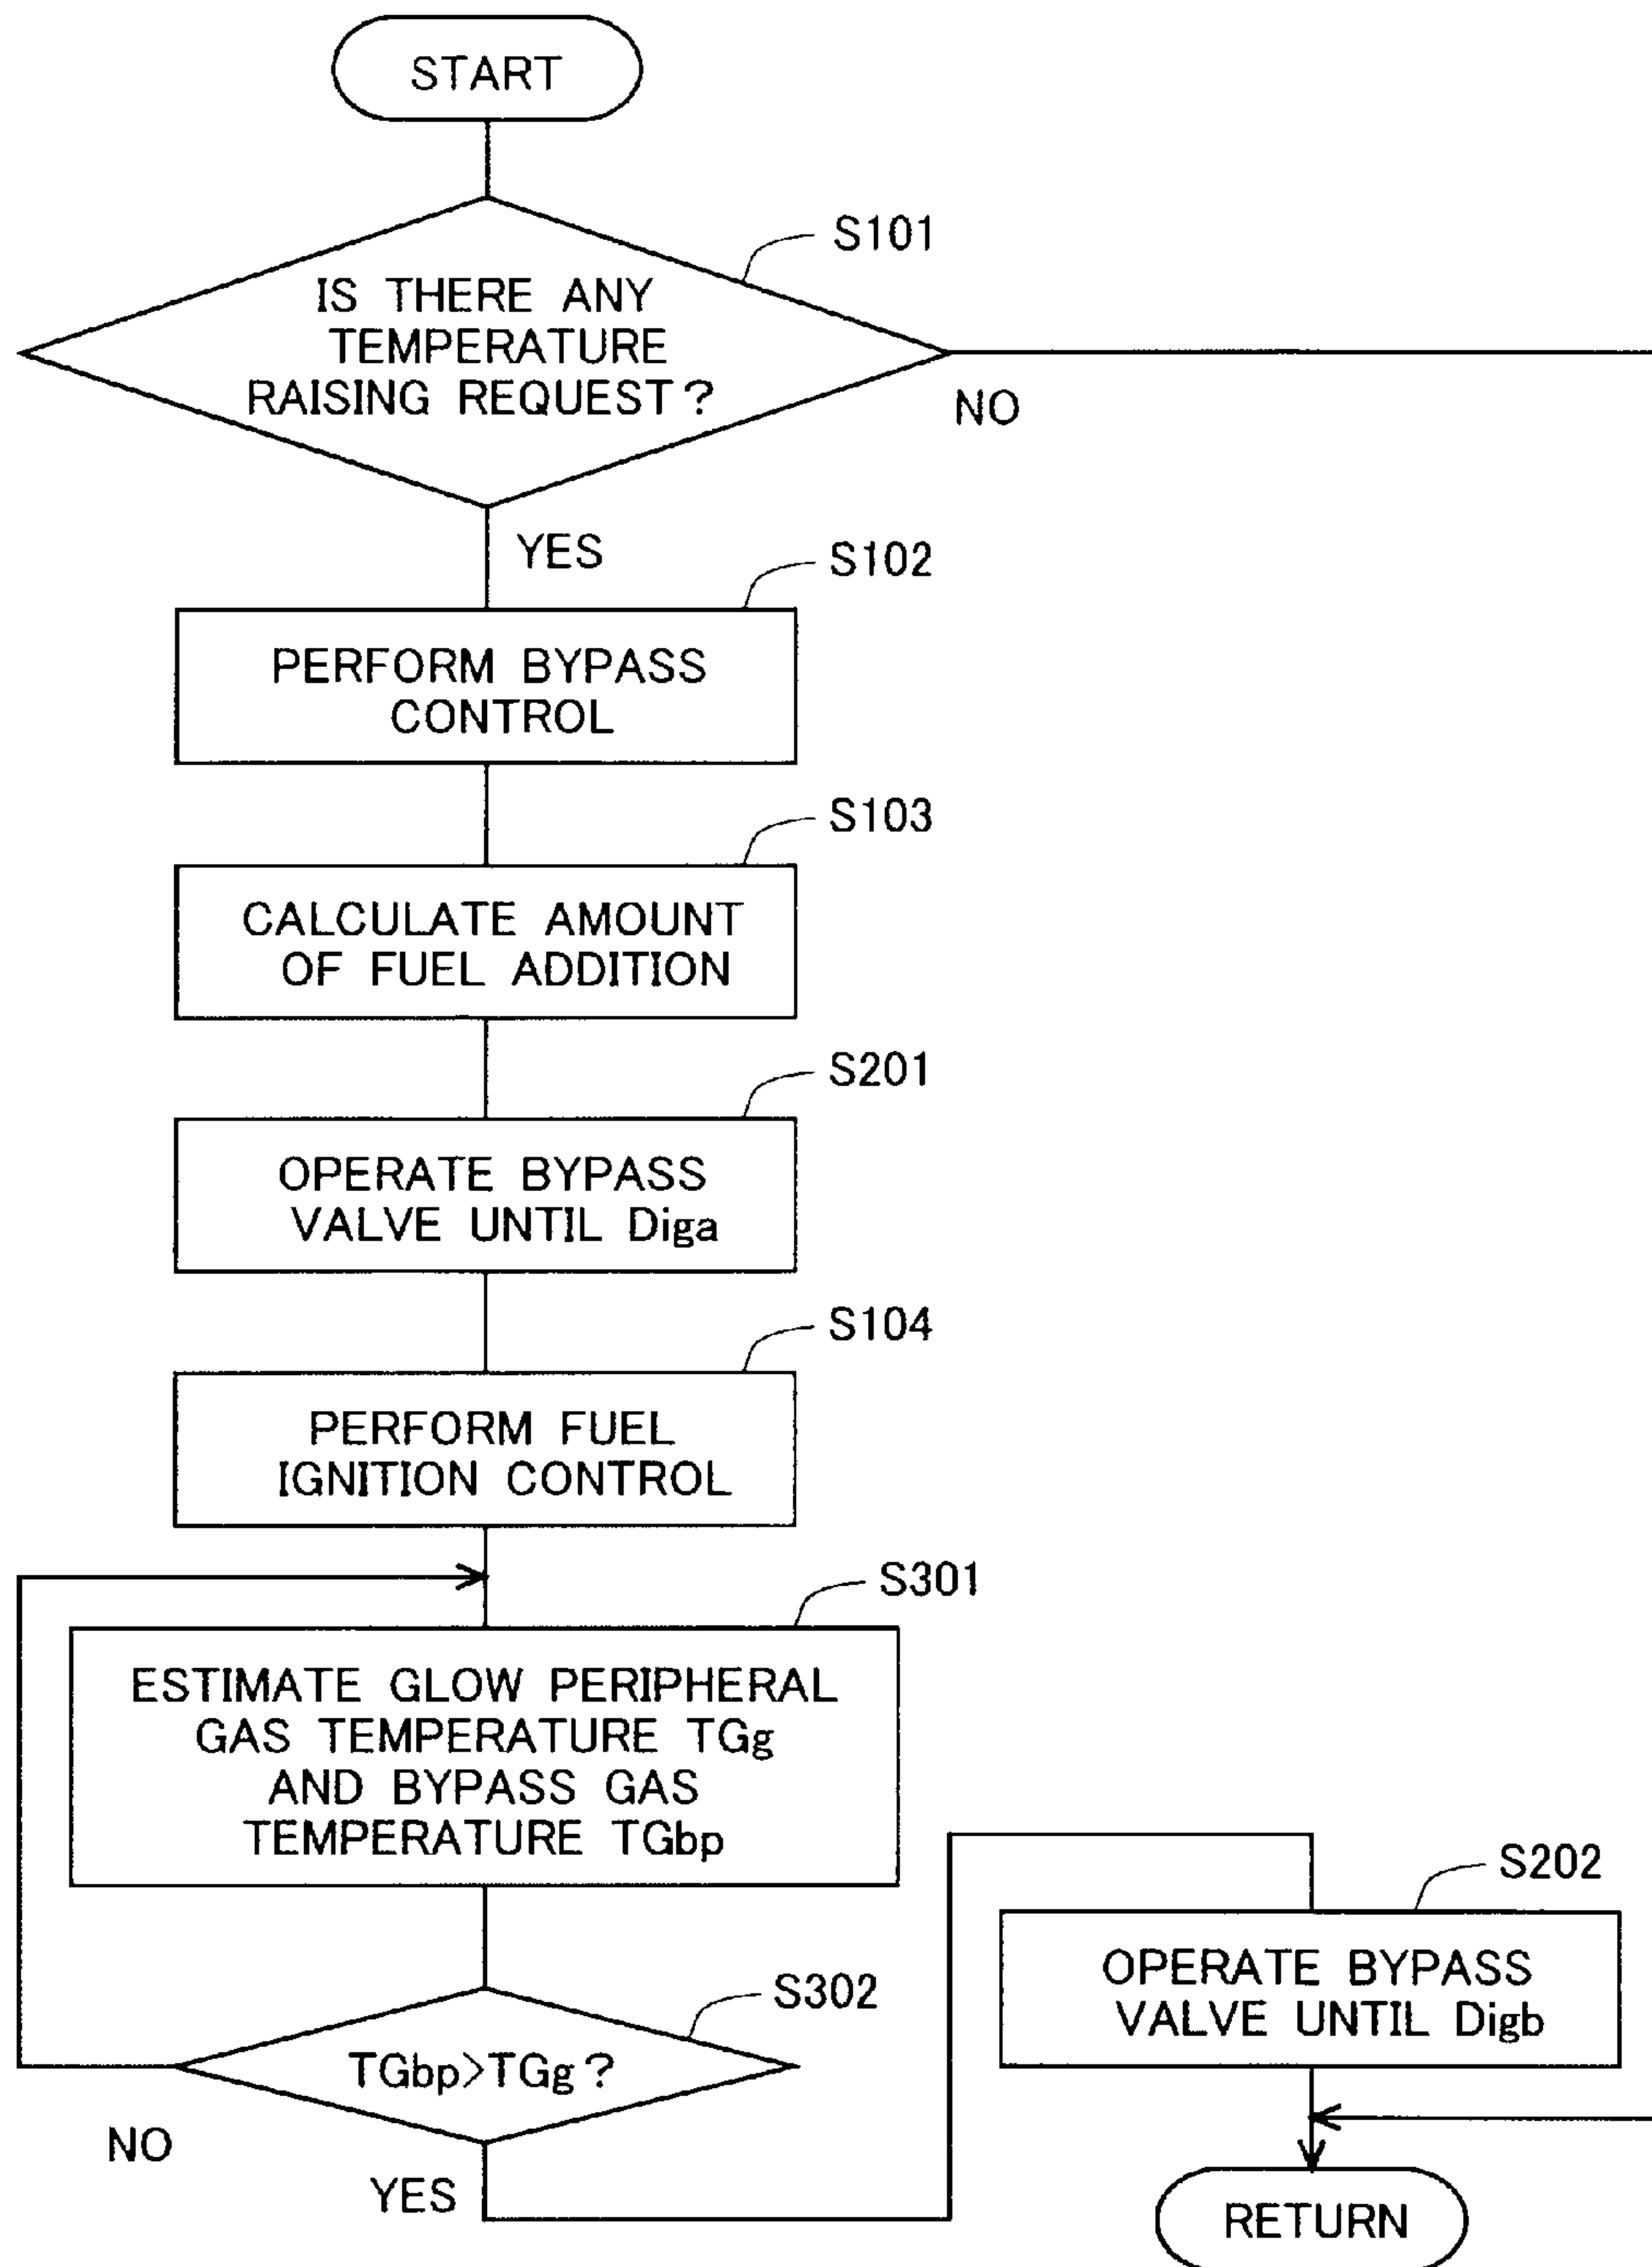 START
S101
IS THERE ANY
TEMPERATURE
RAISING REQUEST?
NO
YES
S102
PERFORM BYPASS
CONTROL
S103
CALCULATE AMOUNT
OF FUEL ADDITION
S201
OPERATE BYPASS
VALVE UNTIL Diga
S104
PERFORM FUEL
IGNITION CONTROL
S301
ESTIMATE GLOW PERIPHERAL
GAS TEMPERATURE TGg
AND BYPASS GAS
TEMPERATURE TGbp
S302
TGbp>TGg?
NO
YES
S202
OPERATE BYPASS
VALVE UNTIL Digb
RETURN